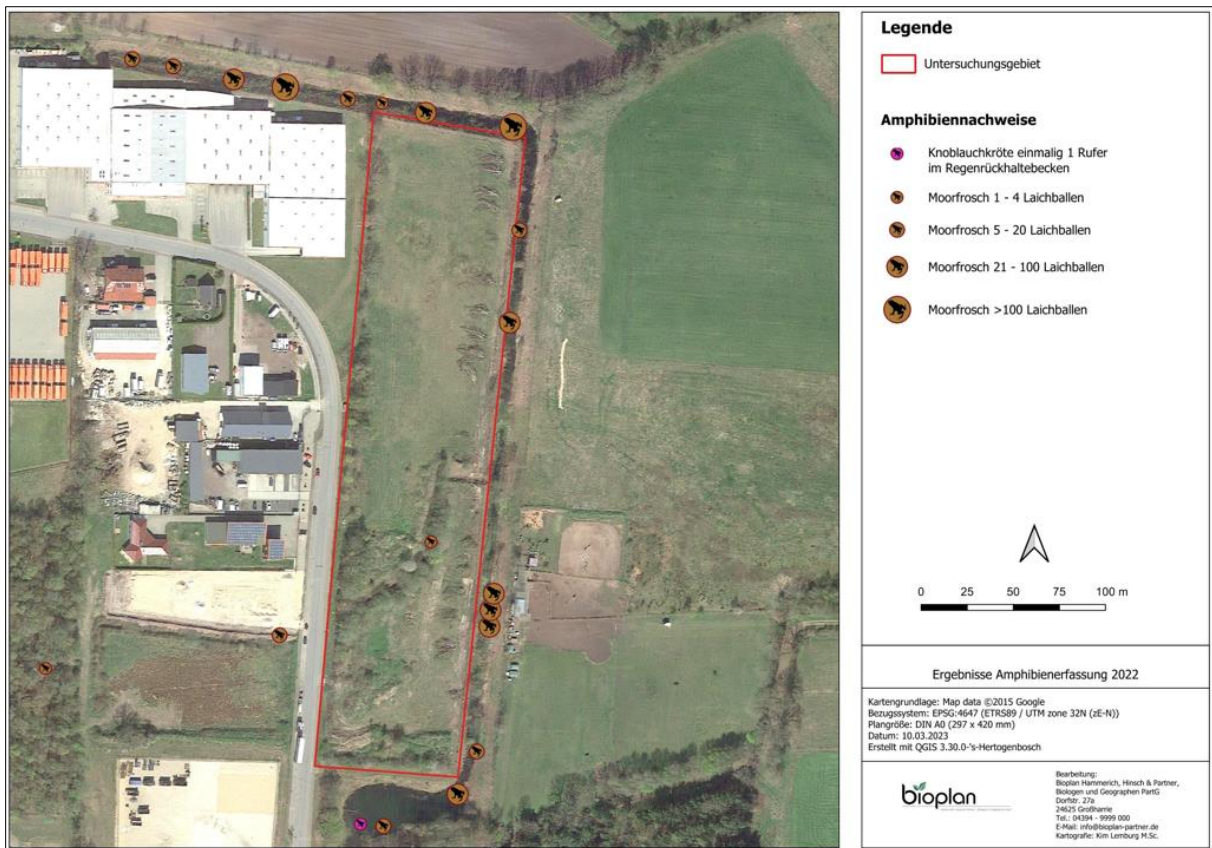 Legende
Untersuchungsgebiet
Amphibiennachweise
Knoblauchkröte einmalig 1 Rufer
im Regenrückhaltebecken
Moorfrosch 1 - 4 Laichballen
Moorfrosch 5 - 20 Laichballen
Moorfrosch 21 - 100 Laichballen
Moorfrosch >100 Laichballen
0 25 50 75 100 m
Ergebnisse Amphibienerfassung 2022
Kartengrundlage: Map data ©2015 Google
Bezugssystem: EPSG:4647 (ETRS89 / UTM zone 32N (zE-N))
Plangröße: DIN A0 (297 x 420 mm)
Datum: 10.03.2023
Erstellt mit QGIS 3.30.0-'s-Hertogenbosch
bioplan
Bearbeitung:
Bioplan Hammerich, Hinsch & Partner,
Biologen und Geographen PartG
Dorfstr. 27a
24625 Großharrie
Tel.: 04394 - 9999 000
E-Mail: info@bioplan-partner.de
Kartografie: Kim Lemburg M.Sc.